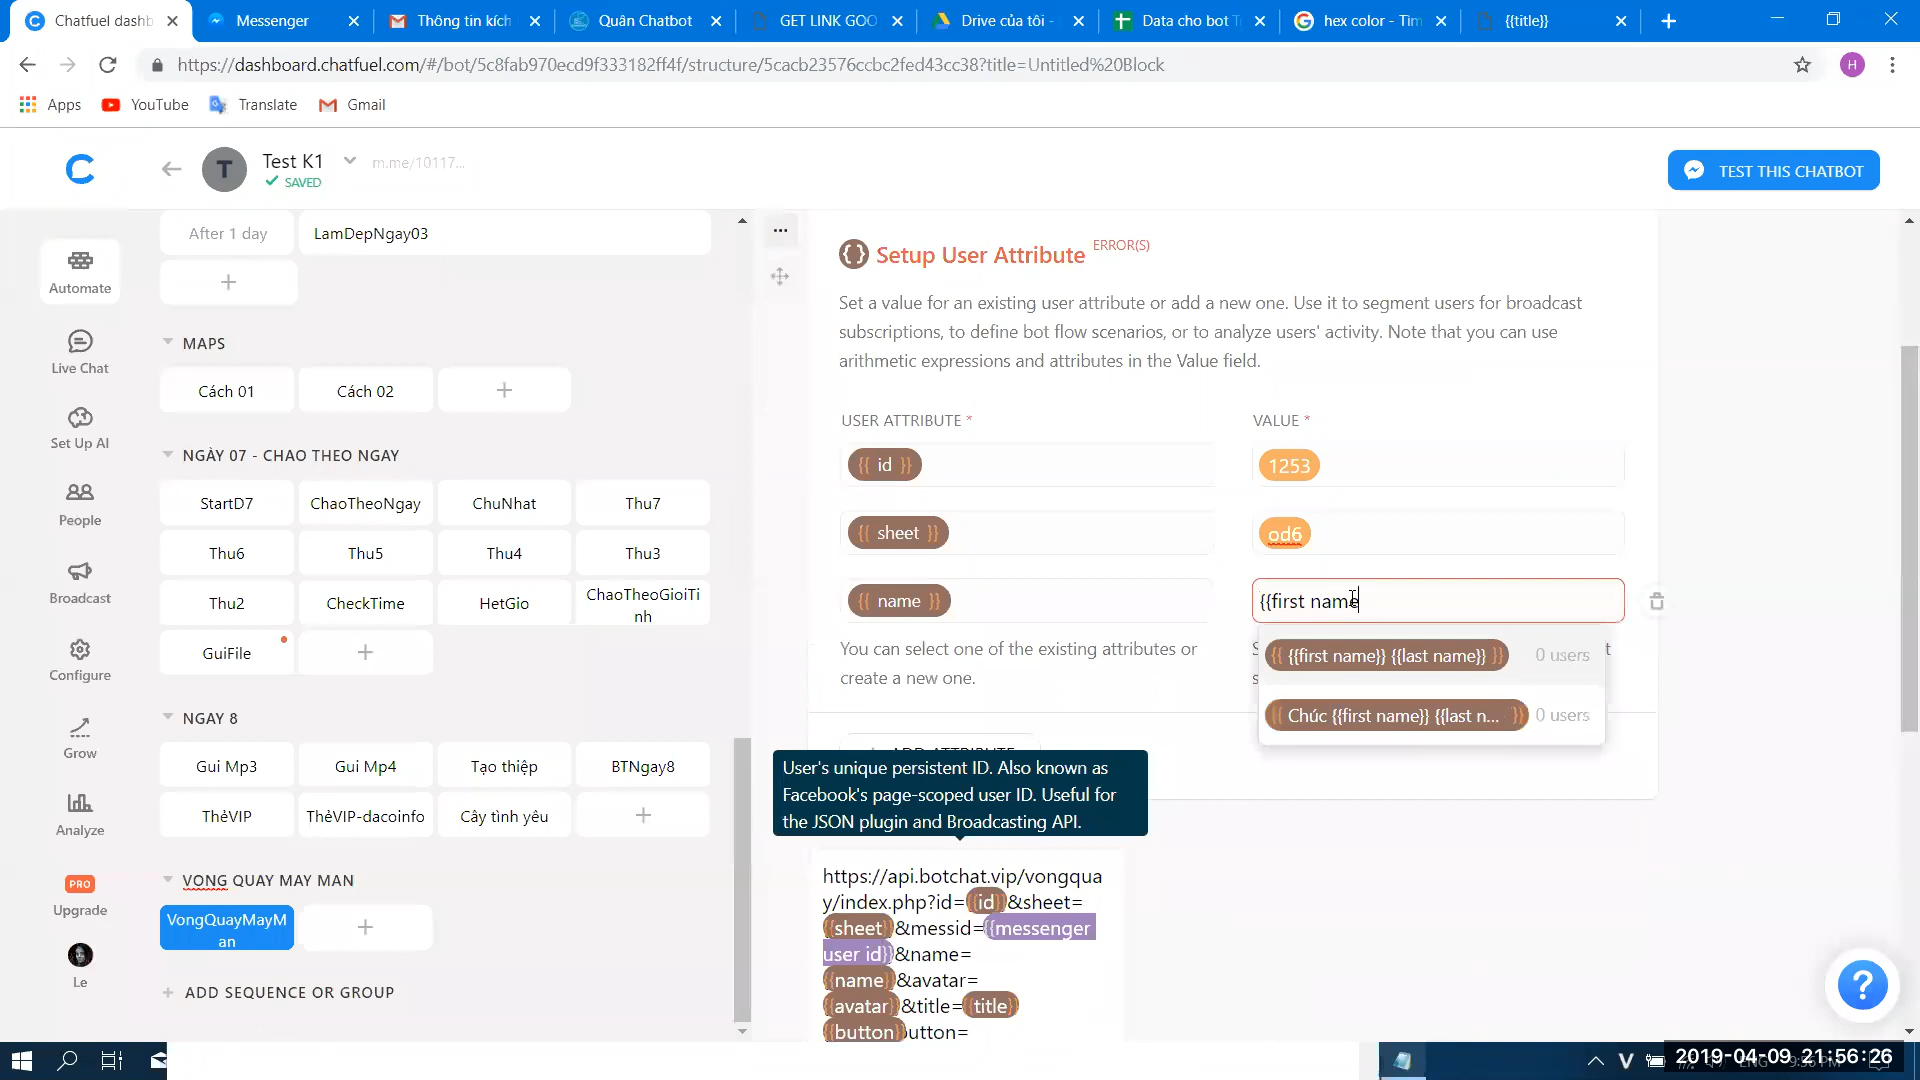 Chatfuel dashb
Messenger
Thông tin kích
Quân Chatbot
GET LINK GOO
Drive của tôi -
Data cho bot T
hex color - Tìm
{{title}}
https://dashboard.chatfuel.com/#/bot/5c8fab970ecd9f333182ff4f/structure/5cacb23576ccbc2fed43cc38?title=Untitled%20Block
H
Apps
YouTube
Translate
Gmail
T
Test K1
m.me/10117...
SAVED
TEST THIS CHATBOT
Automate
Live Chat
Set Up AI
People
Broadcast
Configure
Grow
Analyze
PRO
Upgrade
Le
After 1 day
LamDepNgay03
MAPS
Cách 01
Cách 02
NGÀY 07 - CHAO THEO NGAY
StartD7
ChaoTheoNgay
ChuNhat
Thu7
Thu6
Thu5
Thu4
Thu3
Thu2
CheckTime
HetGio
ChaoTheoGioiTi
nh
GuiFile
NGAY 8
Gui Mp3
Gui Mp4
Tạo thiệp
BTNgay8
ThẻVIP
ThẻVIP-dacoinfo
Cây tình yêu
VONG QUAY MAY MAN
VongQuayMayM
an
ADD SEQUENCE OR GROUP
Setup User Attribute ERROR(S)
Set a value for an existing user attribute or add a new one. Use it to segment users for broadcast
subscriptions, to define bot flow scenarios, or to analyze users' activity. Note that you can use
arithmetic expressions and attributes in the Value field.
USER ATTRIBUTE *
VALUE *
{{ id }}
1253
{{ sheet }}
od6
{{ name }}
{{first name
You can select one of the existing attributes or
create a new one.
{{ {{first name}} {{last name}} }}
0 users
{{ Chúc {{first name}} {{last n... }}
0 users
ADD ATTRIBUTE
User's unique persistent ID. Also known as
Facebook's page-scoped user ID. Useful for
the JSON plugin and Broadcasting API.
https://api.botchat.vip/vongqua
y/index.php?id={{id}}&sheet=
{{sheet}}&messid={{messenger
user id}}&name=
{{name}}&avatar=
{{avatar}}&title={{title}}
{{button}}button=
?
V
2019-04-09 21:56:26